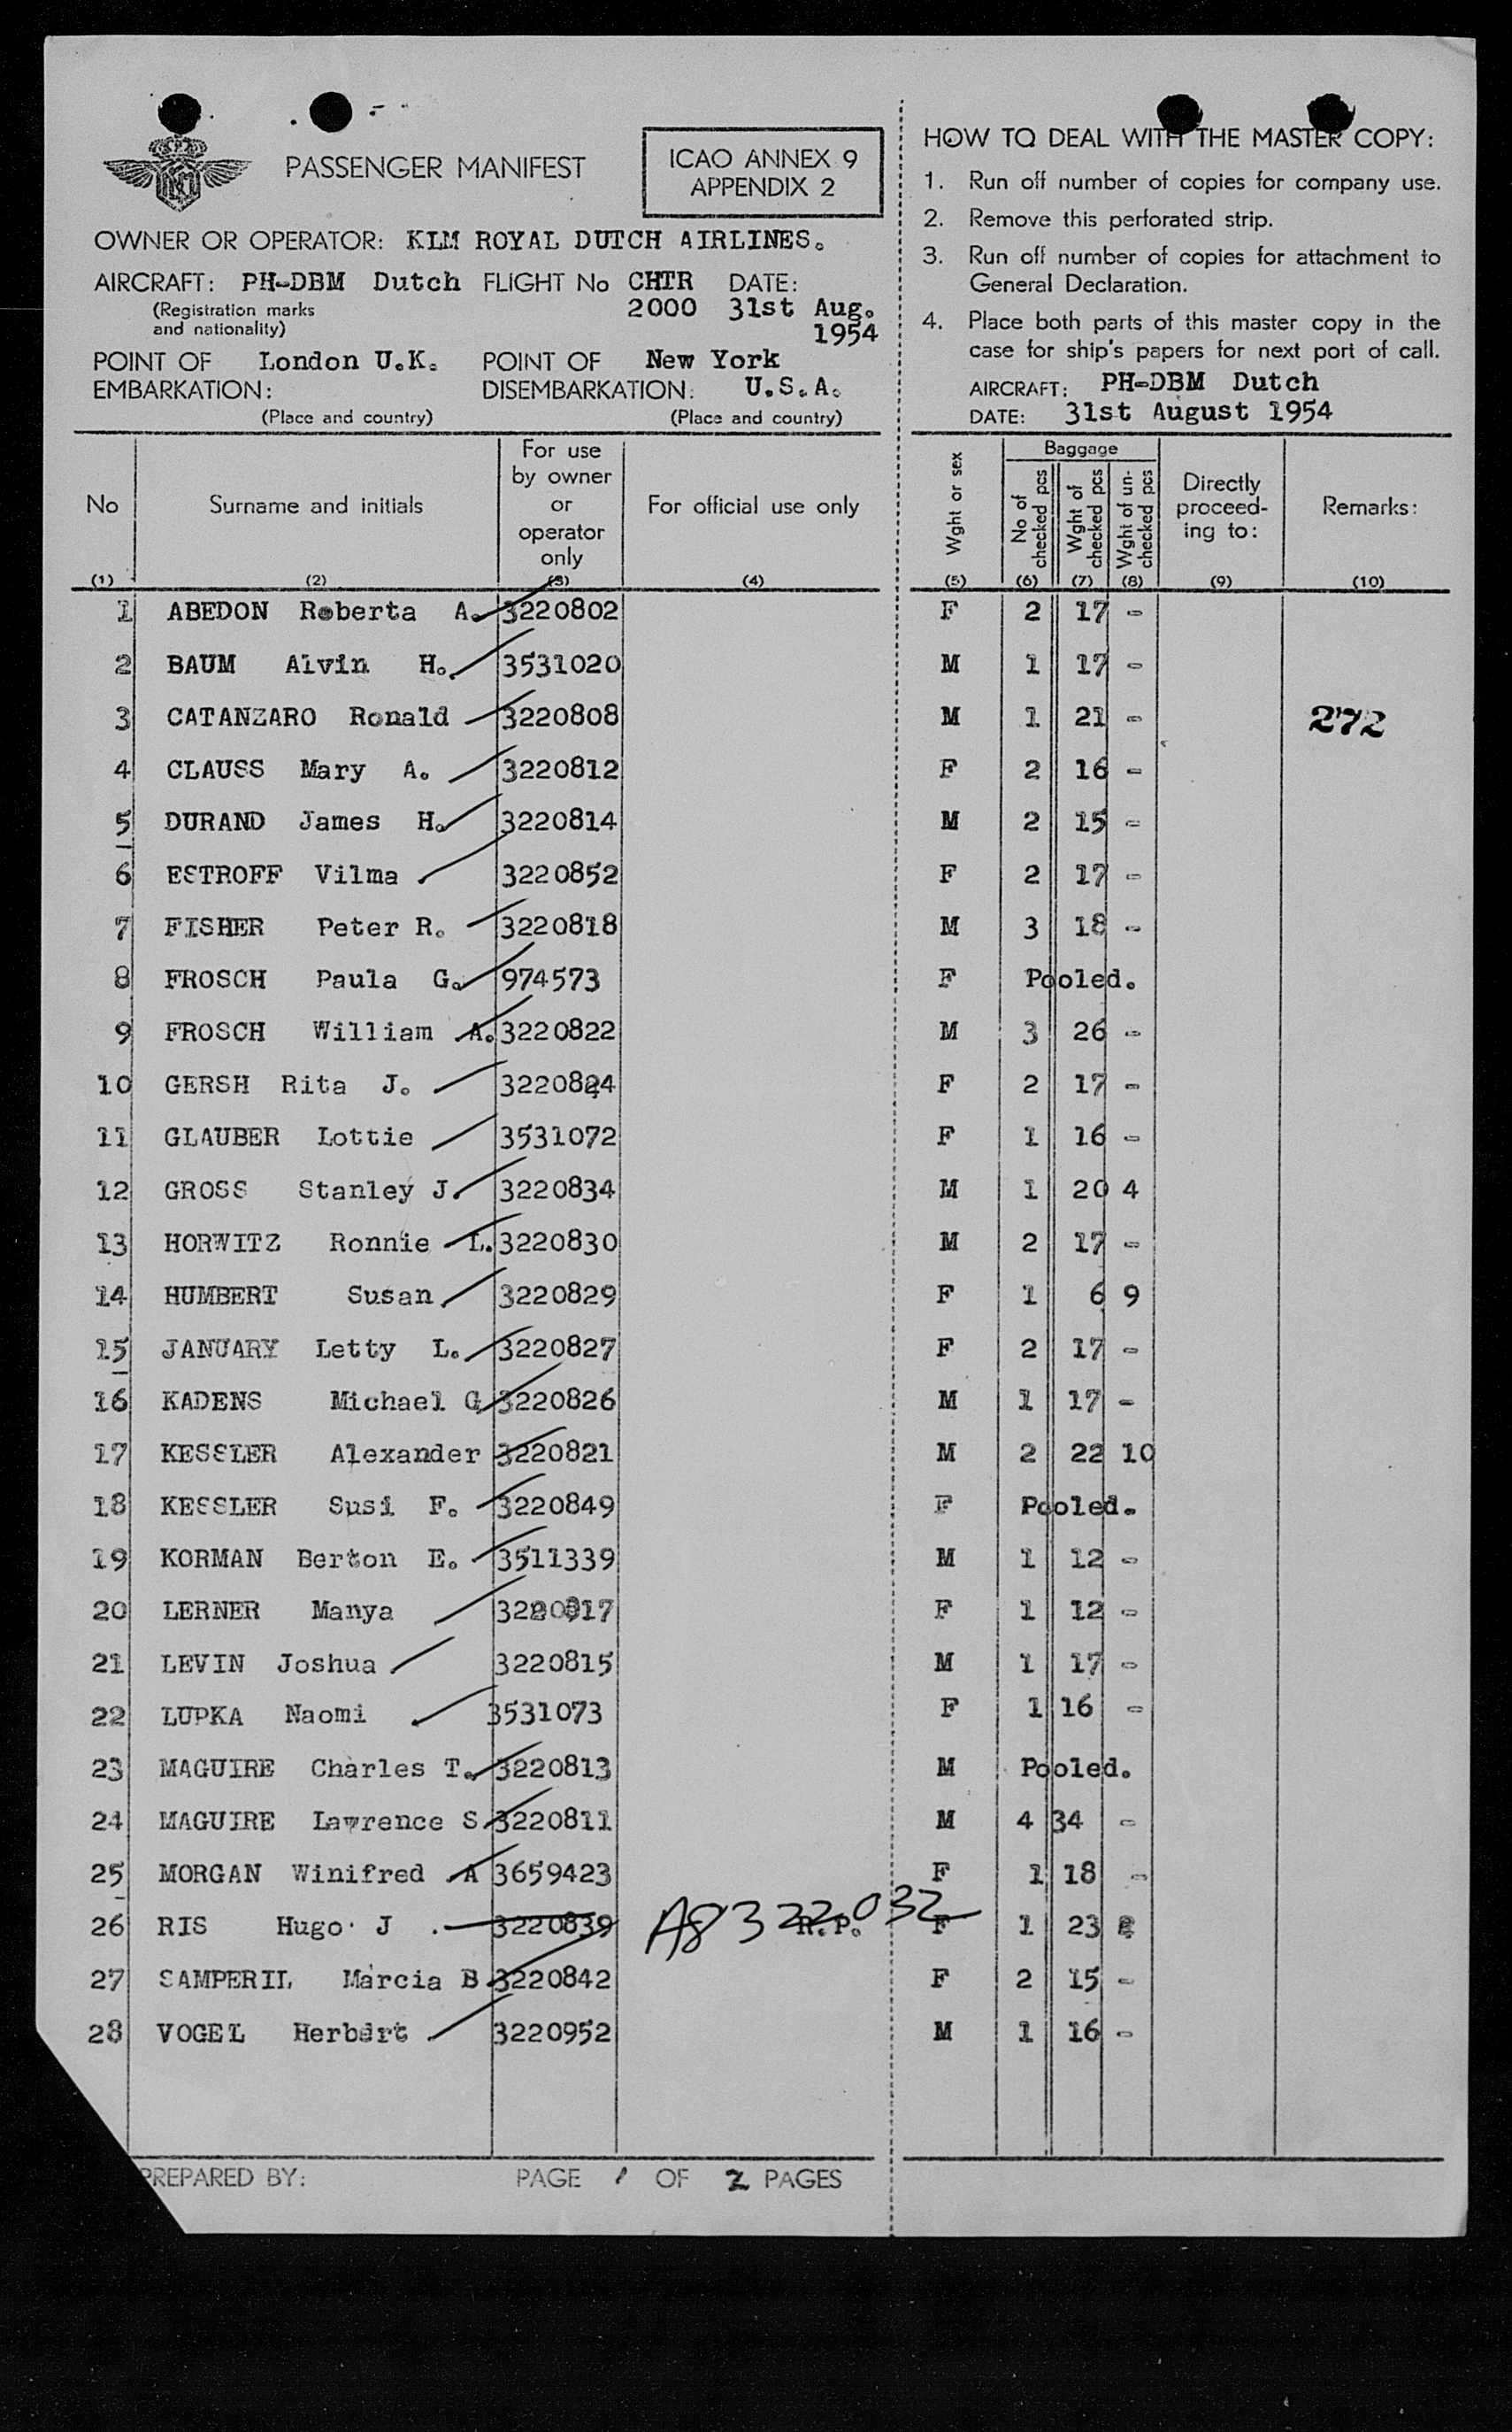 PASSENGER MANIFEST
ICAO ANNEX 9
APPENDIX 2
OWNER OR OPERATOR: KLM ROYAL DUTCH AIRLINES.
AIRCRAFT: PH-DBM Dutch FLIGHT No CHTR DATE:
(Registration marks 2000 31st Aug.
and nationality) 1954
POINT OF London U.K. POINT OF New York
EMBARKATION: DISEMBARKATION: U.S.A.
(Place and country) (Place and country)
HOW TO DEAL WITH THE MASTER COPY:
1. Run off number of copies for company use.
2. Remove this perforated strip.
3. Run off number of copies for attachment to
General Declaration.
4. Place both parts of this master copy in the
case for ship's papers for next port of call.
AIRCRAFT: PH-DBM Dutch
DATE: 31st August 1954
No Surname and initials For use by owner or operator only For official use only Wght or sex Baggage No of checked pcs Wght of checked pcs Wght of un-checked pcs Directly proceed-ing to: Remarks:
(1) (2) (3) (4) (5) (6) (7) (8) (9) (10)
1 ABEDON Roberta A. 3220802 F 2 17 -
2 BAUM Alvin H. 3531020 M 1 17 -
3 CATANZARO Ronald 3220808 M 1 21 - 272
4 CLAUSS Mary A. 3220812 F 2 16 -
5 DURAND James H. 3220814 M 2 15 -
6 ESTROFF Vilma 3220852 F 2 17 -
7 FISHER Peter R. 3220818 M 3 18 -
8 FROSCH Paula G. 974573 F Pooled.
9 FROSCH William A. 3220822 M 3 26 -
10 GERSH Rita J. 3220824 F 2 17 -
11 GLAUBER Lottie 3531072 F 1 16 -
12 GROSS Stanley J. 3220834 M 1 20 4
13 HORWITZ Ronnie L. 3220830 M 2 17 -
14 HUMBERT Susan 3220829 F 1 6 9
15 JANUARY Letty L. 3220827 F 2 17 -
16 KADENS Michael G 3220826 M 1 17 -
17 KESSLER Alexander 3220821 M 2 22 10
18 KESSLER Susi F. 3220849 F Pooled.
19 KORMAN Berton E. 3511339 M 1 12 -
20 LERNER Manya F 1 12 -
21 LEVIN Joshua 3220815 M 1 17 -
22 LUPKA Naomi 3531073 F 1 16 -
23 MAGUIRE Charles T. 3220813 M Pooled.
24 MAGUIRE Lawrence S. 3220811 M 4 34 -
25 MORGAN Winifred A 3659423 F 1 18 -
26 RIS Hugo J . 3220839 A8 322 032 R.P. F 1 23
27 SAMPERIL Marcia B 3220842 F 2 15 -
28 VOGEL Herbert 3220952 M 1 16 -
PREPARED BY: PAGE 1 OF 2 PAGES